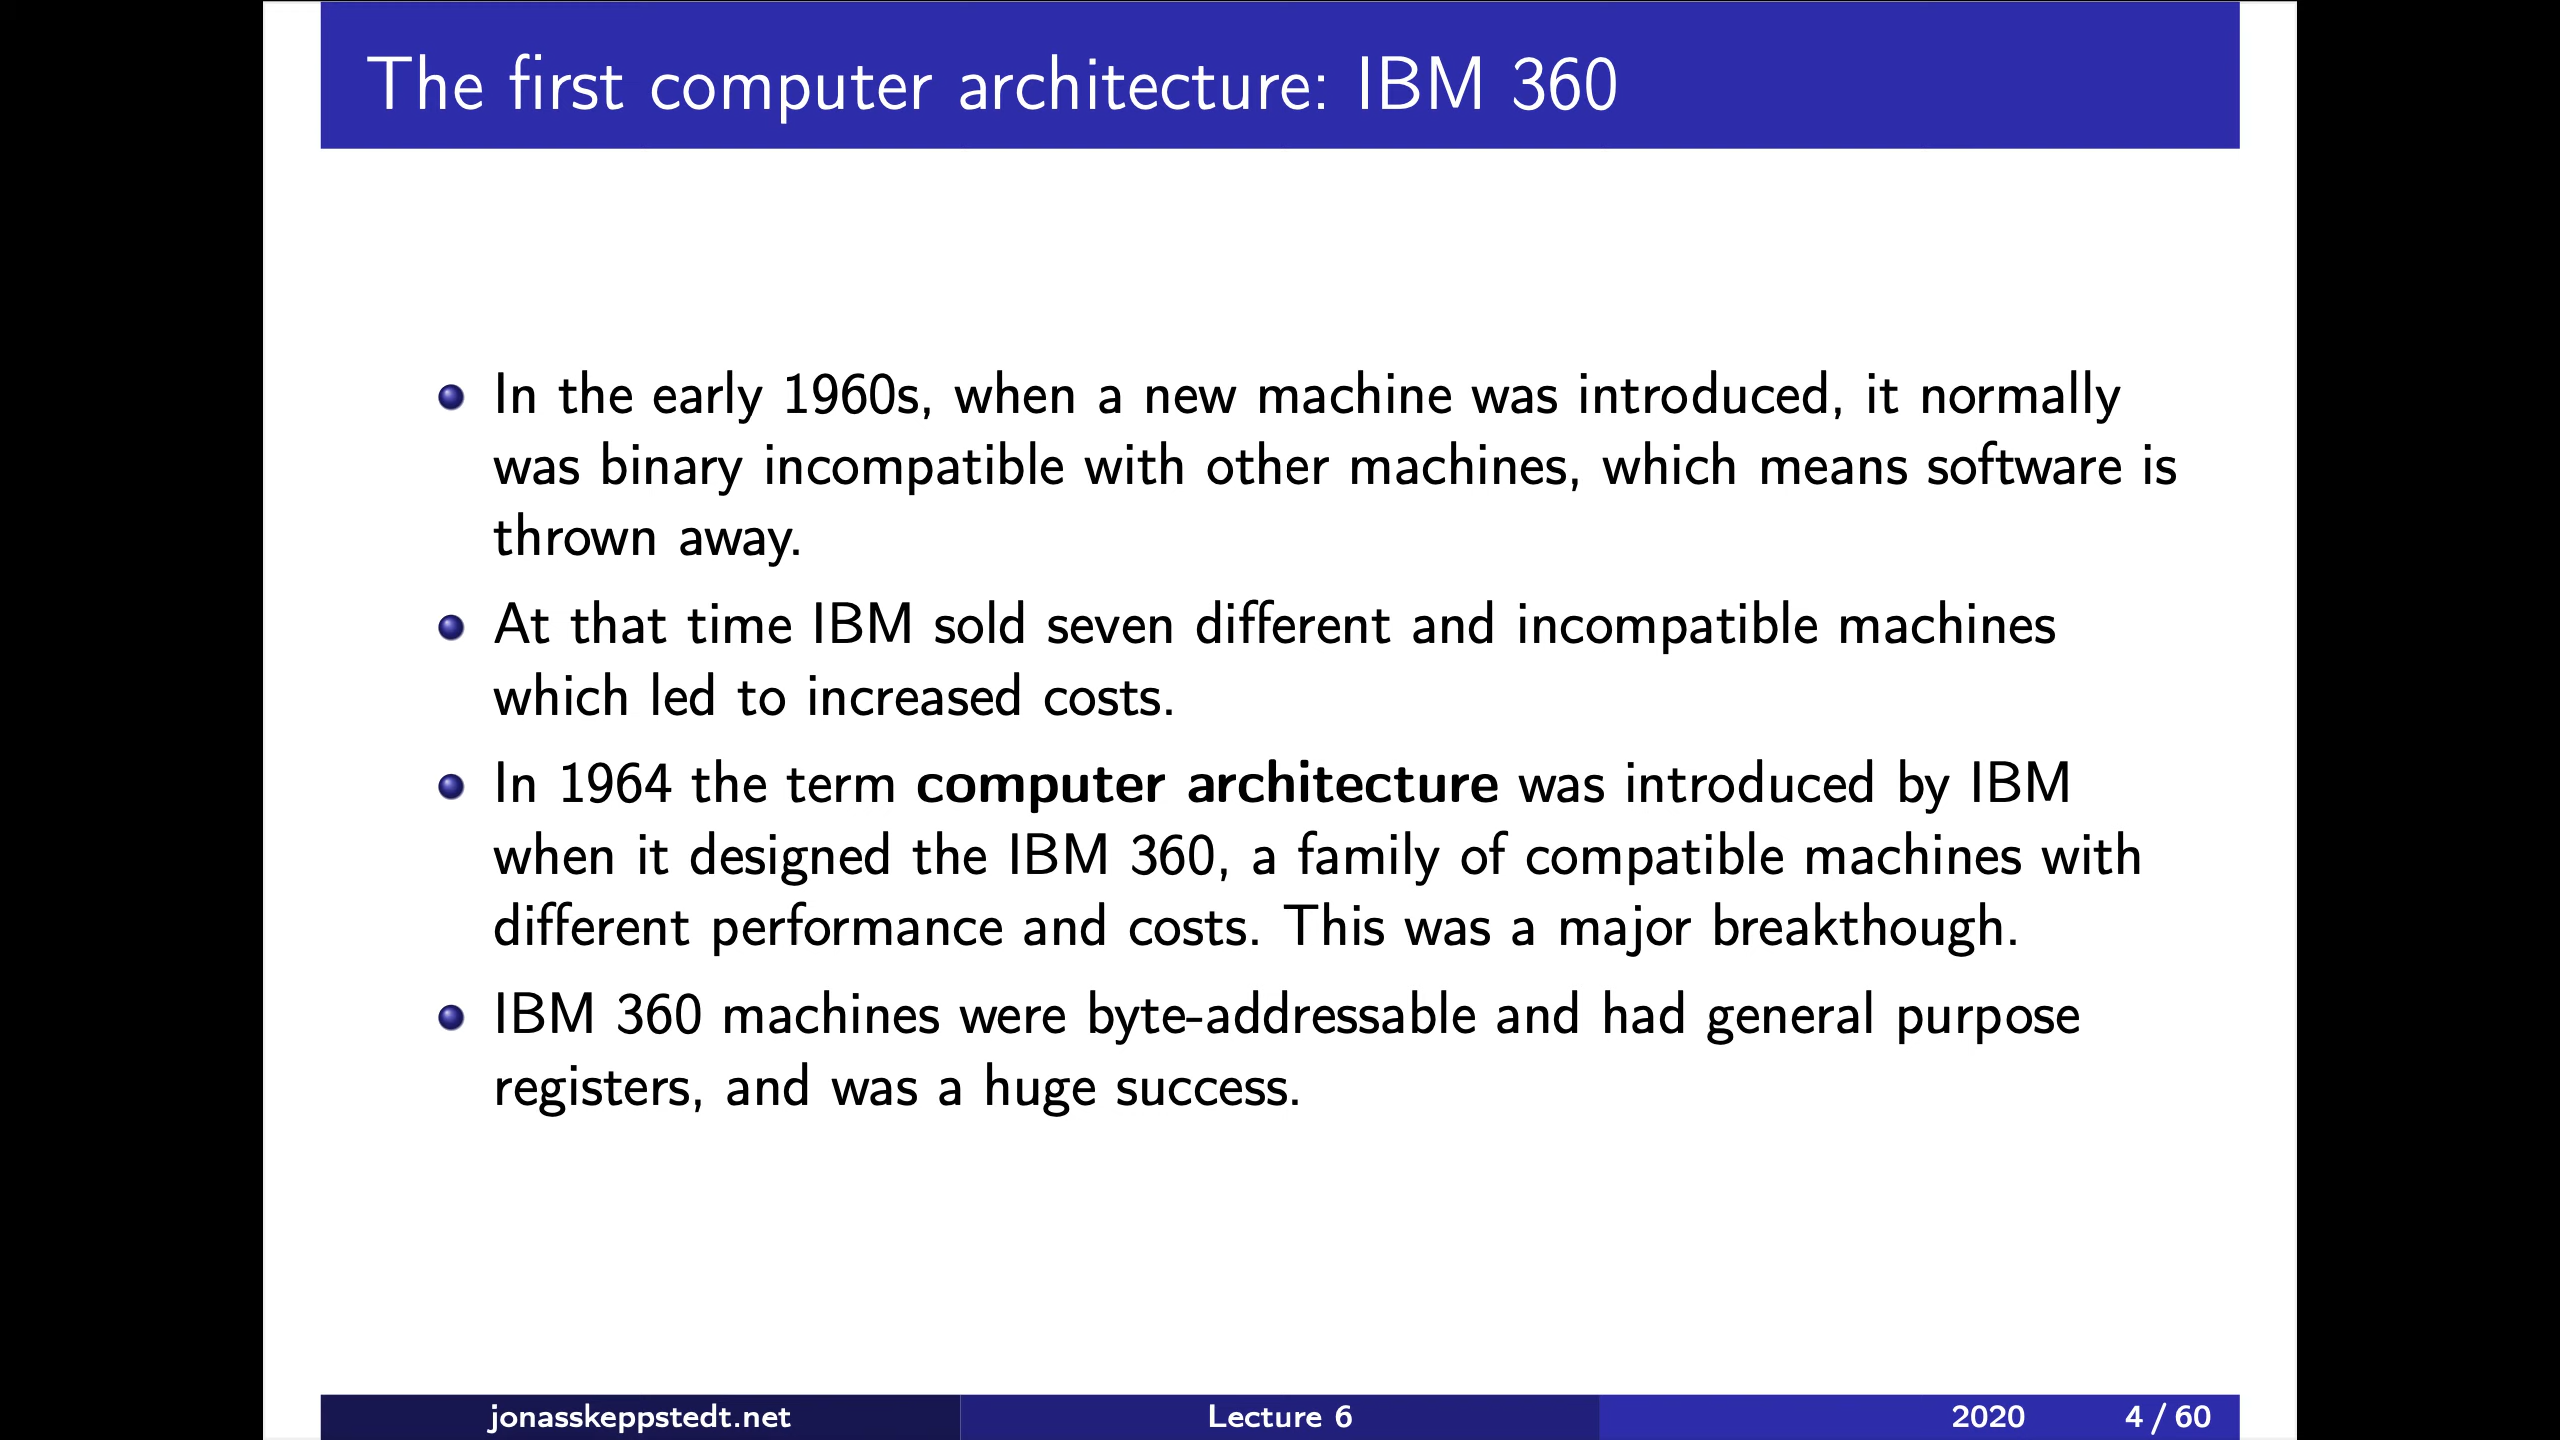 The first computer architecture: IBM 360
In the early 1960s, when a new machine was introduced, it normally
was binary incompatible with other machines, which means software is
thrown away.
At that time IBM sold seven different and incompatible machines
which led to increased costs.
In 1964 the term computer architecture was introduced by IBM
when it designed the IBM 360, a family of compatible machines with
different performance and costs. This was a major breakthough.
IBM 360 machines were byte-addressable and had general purpose
registers, and was a huge success.
jonasskeppstedt.net Lecture 6 2020 4 / 60